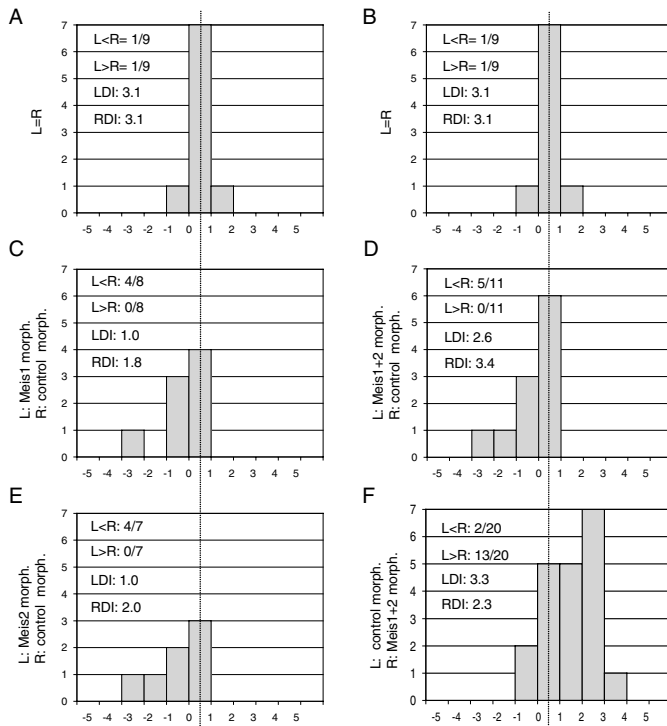 A
L=R
7
6
5
4
3
2
1
0
L<R= 1/9
L>R= 1/9
LDI: 3.1
RDI: 3.1
-5 -4 -3 -2 -1 0 1 2 3 4 5
B
L=R
7
6
5
4
3
2
1
0
L<R= 1/9
L>R= 1/9
LDI: 3.1
RDI: 3.1
-5 -4 -3 -2 -1 0 1 2 3 4 5
C
L: Meis1 morph.
R: control morph.
7
6
5
4
3
2
1
0
L<R: 4/8
L>R: 0/8
LDI: 1.0
RDI: 1.8
-5 -4 -3 -2 -1 0 1 2 3 4 5
D
L: Meis1+2 morph.
R: control morph.
7
6
5
4
3
2
1
0
L<R: 5/11
L>R: 0/11
LDI: 2.6
RDI: 3.4
-5 -4 -3 -2 -1 0 1 2 3 4 5
E
L: Meis2 morph.
R: control morph.
7
6
5
4
3
2
1
0
L<R: 4/7
L>R: 0/7
LDI: 1.0
RDI: 2.0
-5 -4 -3 -2 -1 0 1 2 3 4 5
F
L: control morph.
R: Meis1+2 morph.
7
6
5
4
3
2
1
0
L<R: 2/20
L>R: 13/20
LDI: 3.3
RDI: 2.3
-5 -4 -3 -2 -1 0 1 2 3 4 5